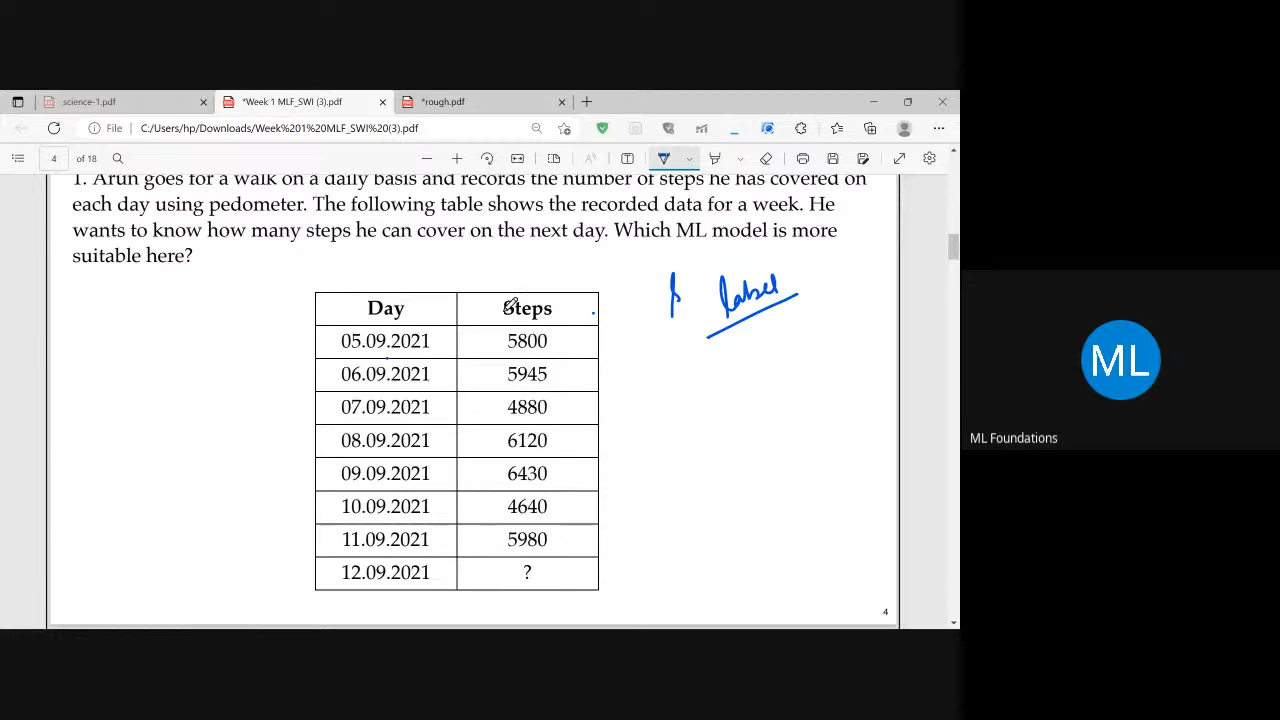 science-1.pdf
*Week 1 MLF_SWI (3).pdf
*rough.pdf
File
C:/Users/hp/Downloads/Week%201%20MLF_SWI%20(3).pdf
4 of 18
1. Arun goes for a walk on a daily basis and records the number of steps he has covered on
each day using pedometer. The following table shows the recorded data for a week. He
wants to know how many steps he can cover on the next day. Which ML model is more
suitable here?
label
Day Steps
05.09.2021 5800
06.09.2021 5945
07.09.2021 4880
08.09.2021 6120
09.09.2021 6430
10.09.2021 4640
11.09.2021 5980
12.09.2021 ?
4
ML
ML Foundations